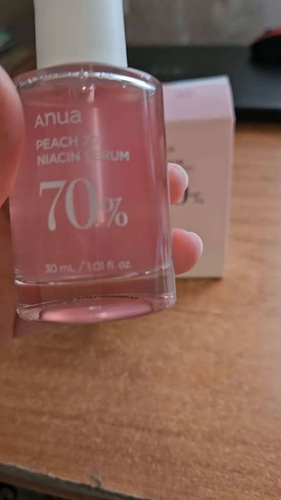 Anua
PEACH 70
NIACIN SERUM
70%
30 mL / 1.01 fl. oz.